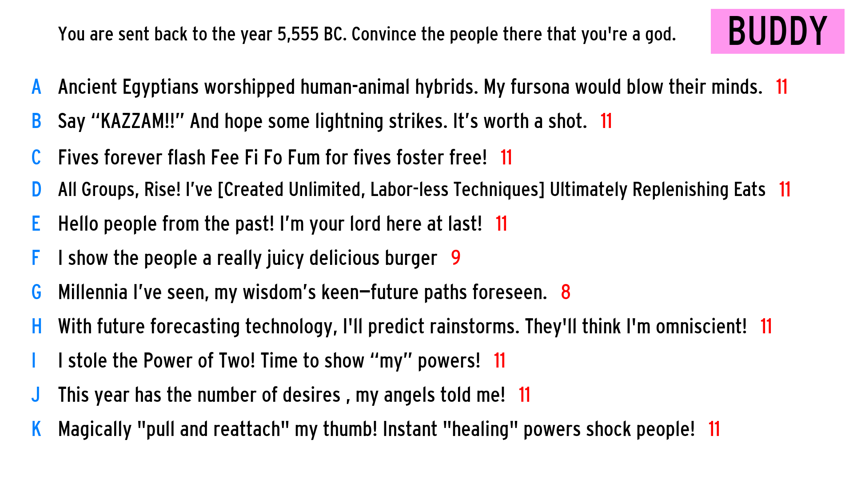 You are sent back to the year 5,555 BC. Convince the people there that you're a god.
BUDDY
A Ancient Egyptians worshipped human-animal hybrids. My fursona would blow their minds. 11
B Say “KAZZAM!!” And hope some lightning strikes. It’s worth a shot. 11
C Fives forever flash Fee Fi Fo Fum for fives foster free! 11
D All Groups, Rise! I’ve [Created Unlimited, Labor-less Techniques] Ultimately Replenishing Eats 11
E Hello people from the past! I’m your lord here at last! 11
F I show the people a really juicy delicious burger 9
G Millennia I’ve seen, my wisdom’s keen—future paths foreseen. 8
H With future forecasting technology, I'll predict rainstorms. They'll think I'm omniscient! 11
I I stole the Power of Two! Time to show “my” powers! 11
J This year has the number of desires , my angels told me! 11
K Magically "pull and reattach" my thumb! Instant "healing" powers shock people! 11